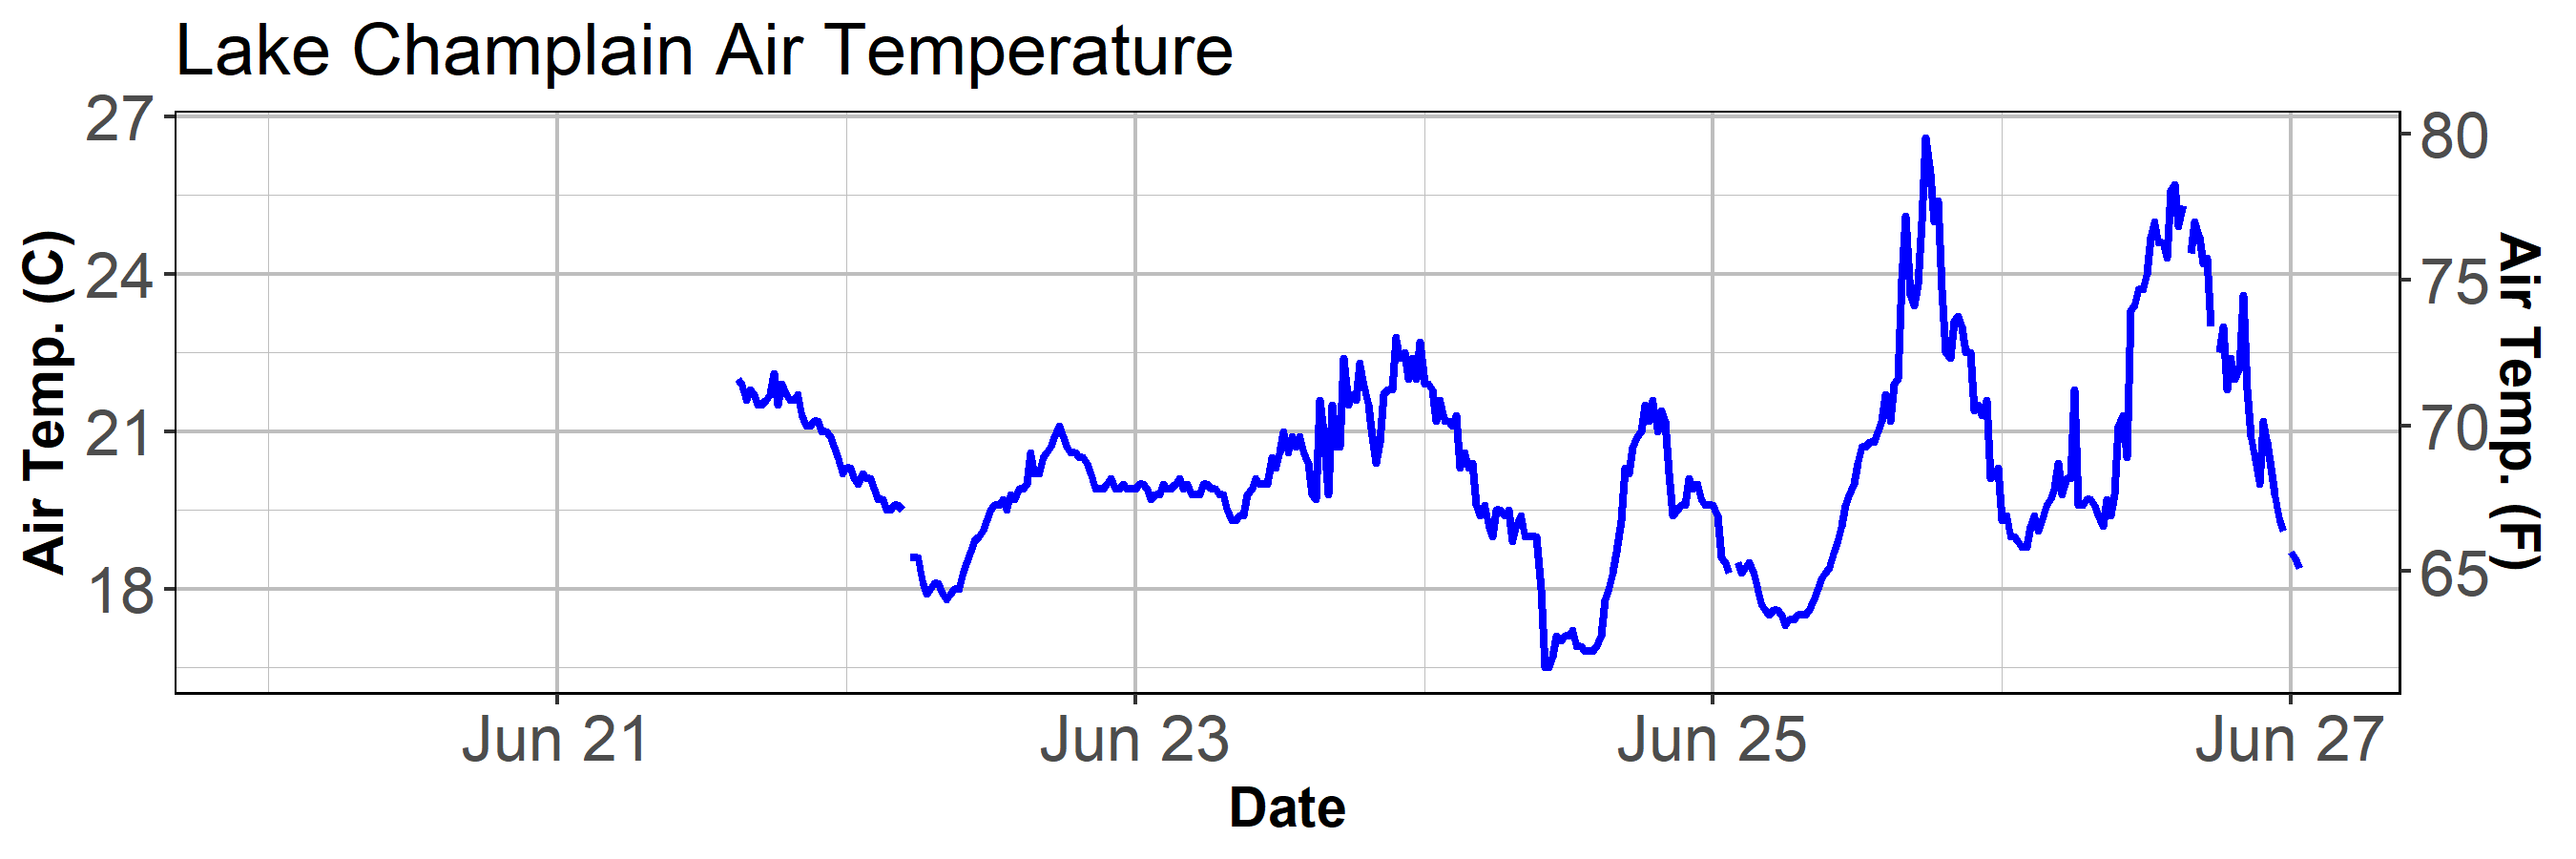 Lake Champlain Air Temperature
27
24
21
18
Air Temp. (C)
80
75
70
65
Air Temp. (F)
Jun 21
Jun 23
Jun 25
Jun 27
Date